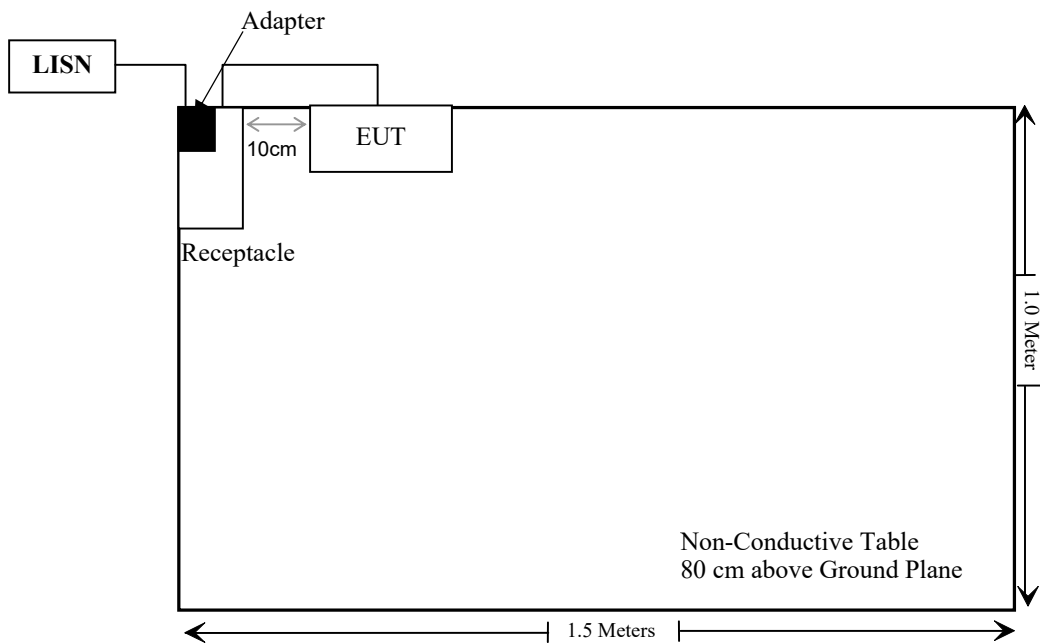 Adapter
LISN
EUT
10cm
Receptacle
1.0 Meter
Non-Conductive Table
80 cm above Ground Plane
1.5 Meters